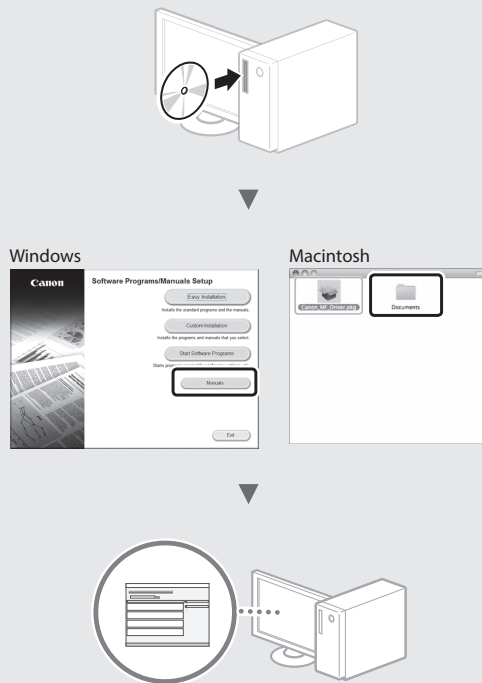 Windows
Macintosh
Canon
Software Programs/Manuals Setup
Easy Installation
Installs the standard programs and the manuals.
Custom Installation
Installs the programs and manuals that you select.
Start Software Programs
Starts
Manuals
Exit
Canon_MF_Driver.pkg
Documents